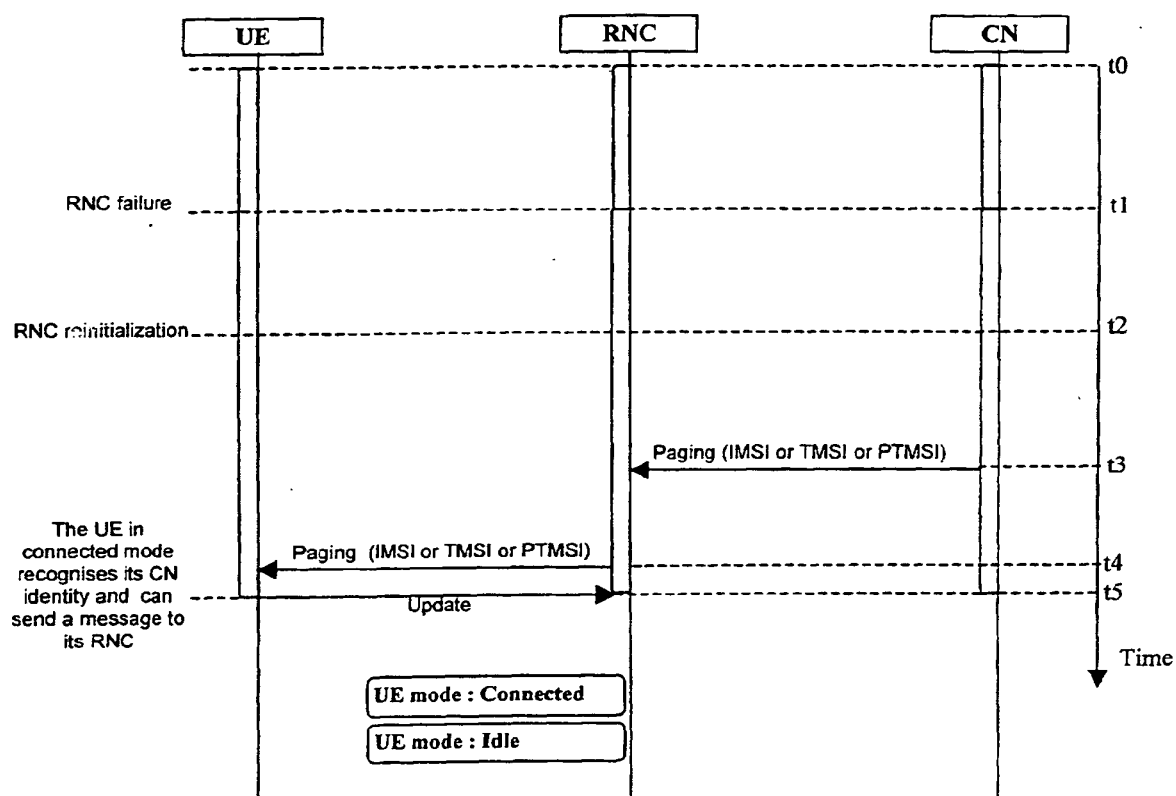 UE
RNC
CN
t0
RNC failure
t1
RNC reinitialization
t2
Paging (IMSI or TMSI or PTMSI)
t3
The UE in
connected mode
recognises its CN
identity and can
send a message to
its RNC
Paging (IMSI or TMSI or PTMSI)
t4
Update
t5
Time
UE mode : Connected
UE mode : Idle